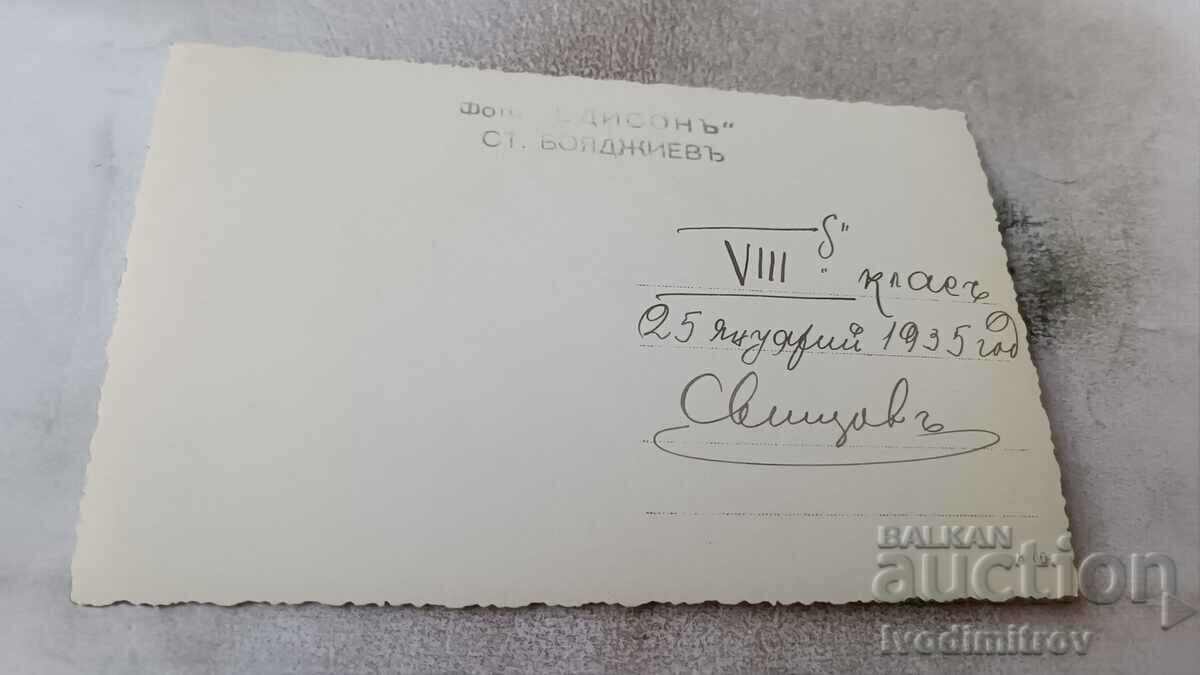 Фото "ЕДИСОНЪ"
СТ. БОЯДЖИЕВЪ
VIII б" класъ
25 януарий 1935 год
Свищовъ
BALKAN
auction
Ivodimitrov